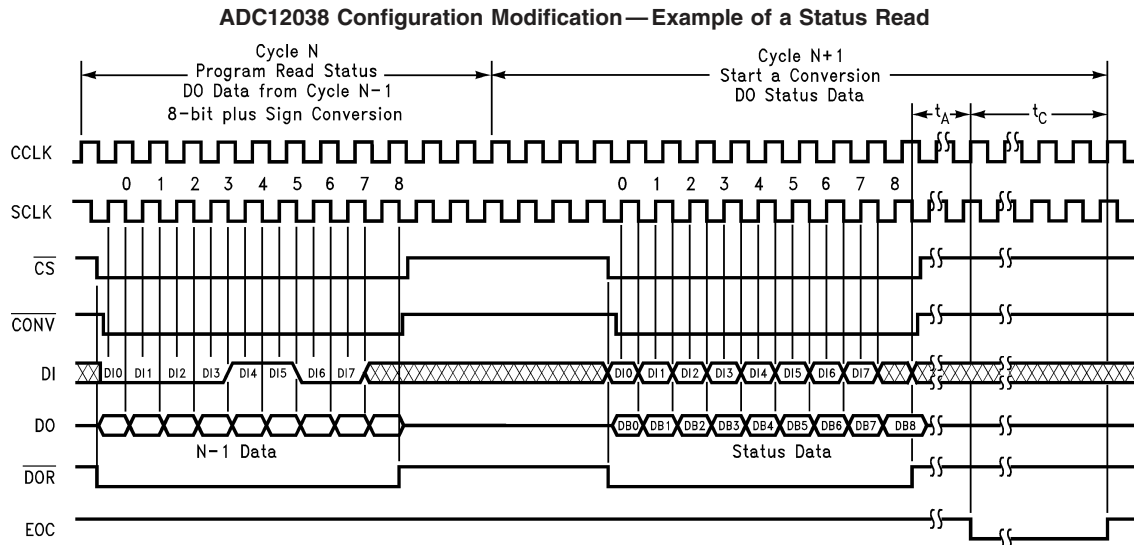 ADC12038 Configuration Modification—Example of a Status Read
Cycle N
Program Read Status
DO Data from Cycle N-1
8-bit plus Sign Conversion
Cycle N+1
Start a Conversion
DO Status Data
tA
tC
CCLK
0 1 2 3 4 5 6 7 8 0 1 2 3 4 5 6 7 8
SCLK
CS
CONV
DI DI0 DI1 DI2 DI3 DI4 DI5 DI6 DI7 DI0 DI1 DI2 DI3 DI4 DI5 DI6 DI7
DO DB0 DB1 DB2 DB3 DB4 DB5 DB6 DB7 DB8
N-1 Data Status Data
DOR
EOC